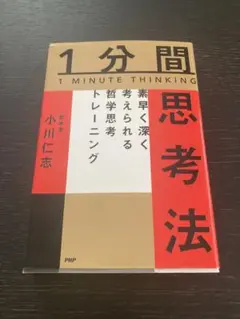 1分間
1 MINUTE THINKING
思考法
素早く深く
考えられる
哲学思考
トレーニング
哲学者
小川仁志
PHP